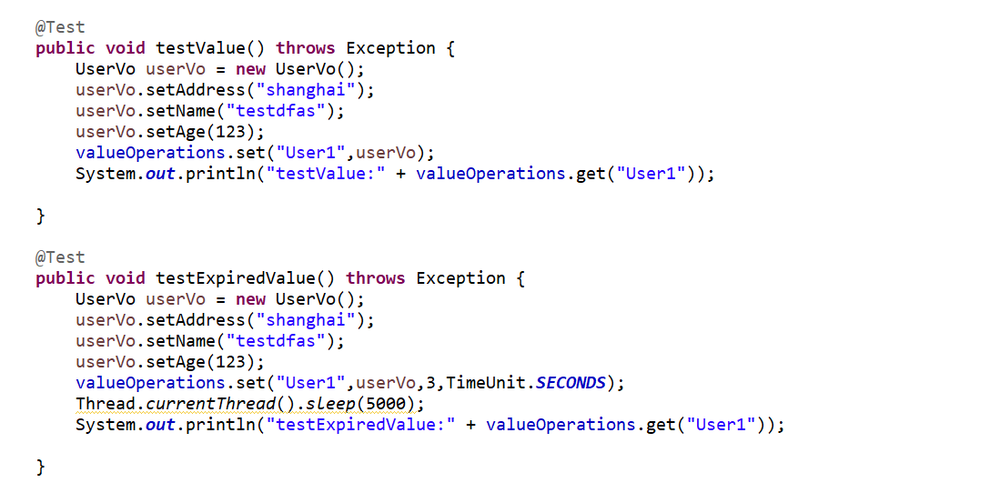 @Test
public void testValue() throws Exception {
    UserVo userVo = new UserVo();
    userVo.setAddress("shanghai");
    userVo.setName("testdfas");
    userVo.setAge(123);
    valueOperations.set("User1",userVo);
    System.out.println("testValue:" + valueOperations.get("User1"));

}

@Test
public void testExpiredValue() throws Exception {
    UserVo userVo = new UserVo();
    userVo.setAddress("shanghai");
    userVo.setName("testdfas");
    userVo.setAge(123);
    valueOperations.set("User1",userVo,3,TimeUnit.SECONDS);
    Thread.currentThread().sleep(5000);
    System.out.println("testExpiredValue:" + valueOperations.get("User1"));

}